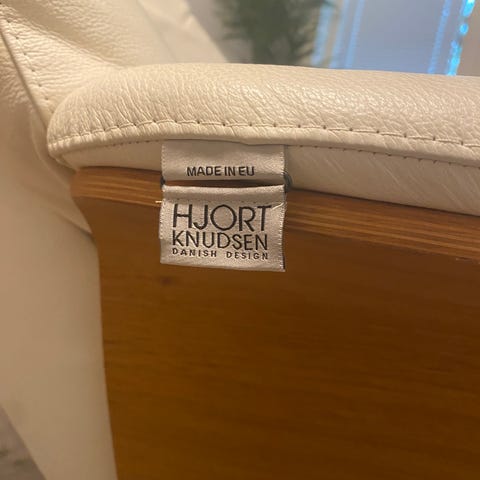 MADE IN EU
HJORT
KNUDSEN
DANISH DESIGN